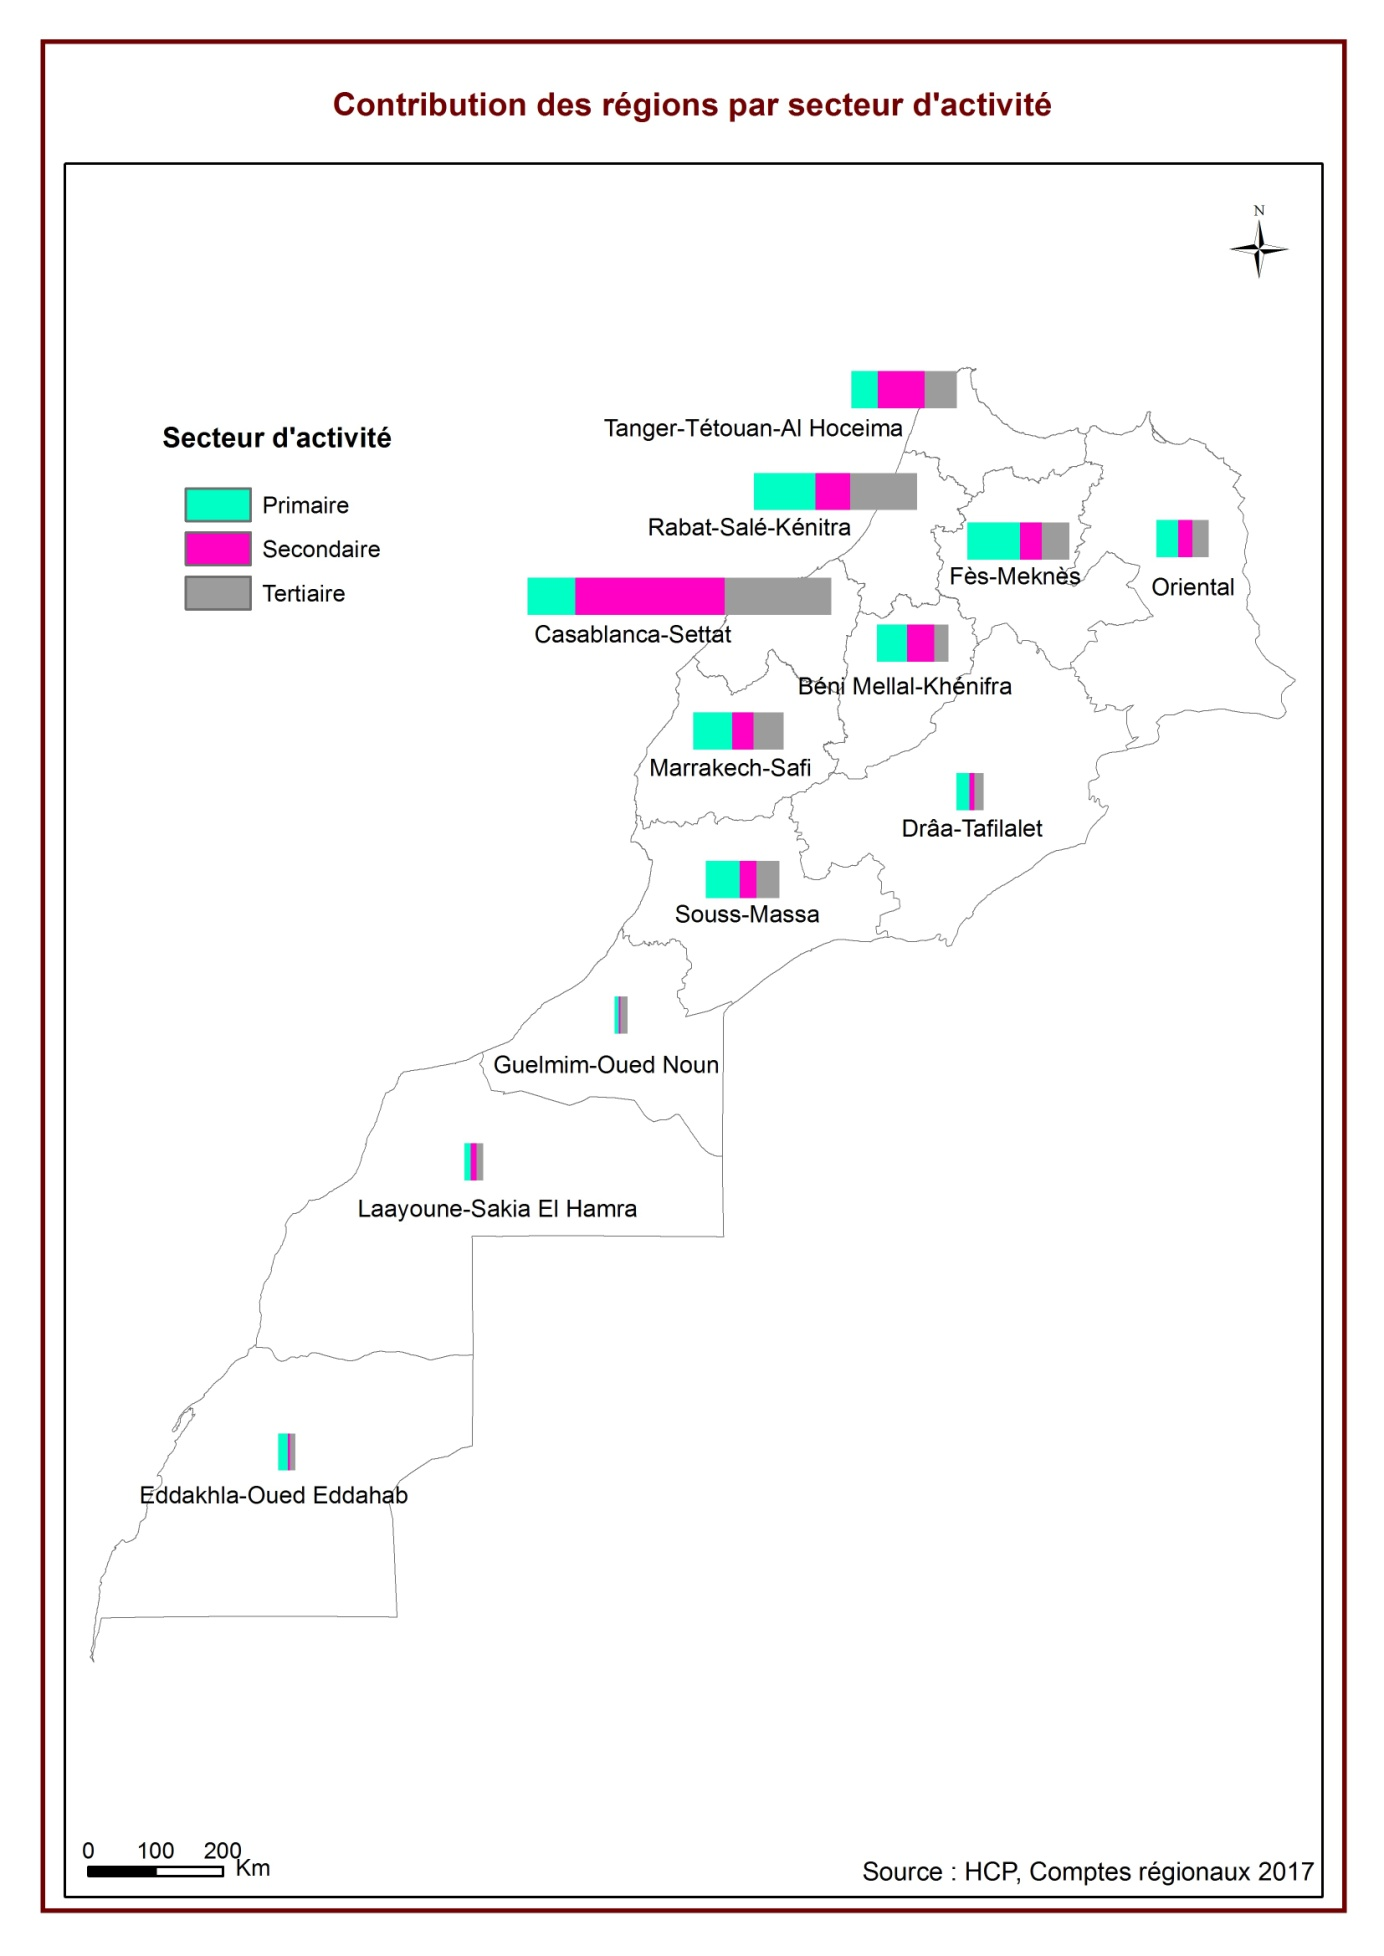 Contribution des régions par secteur d'activité
N
Secteur d'activité
Primaire
Secondaire
Tertiaire
Tanger-Tétouan-Al Hoceima
Rabat-Salé-Kénitra
Fès-Meknès
Oriental
Casablanca-Settat
Béni Mellal-Khénifra
Marrakech-Safi
Drâa-Tafilalet
Souss-Massa
Guelmim-Oued Noun
Laayoune-Sakia El Hamra
Eddakhla-Oued Eddahab
0 100 200
Km
Source : HCP, Comptes régionaux 2017